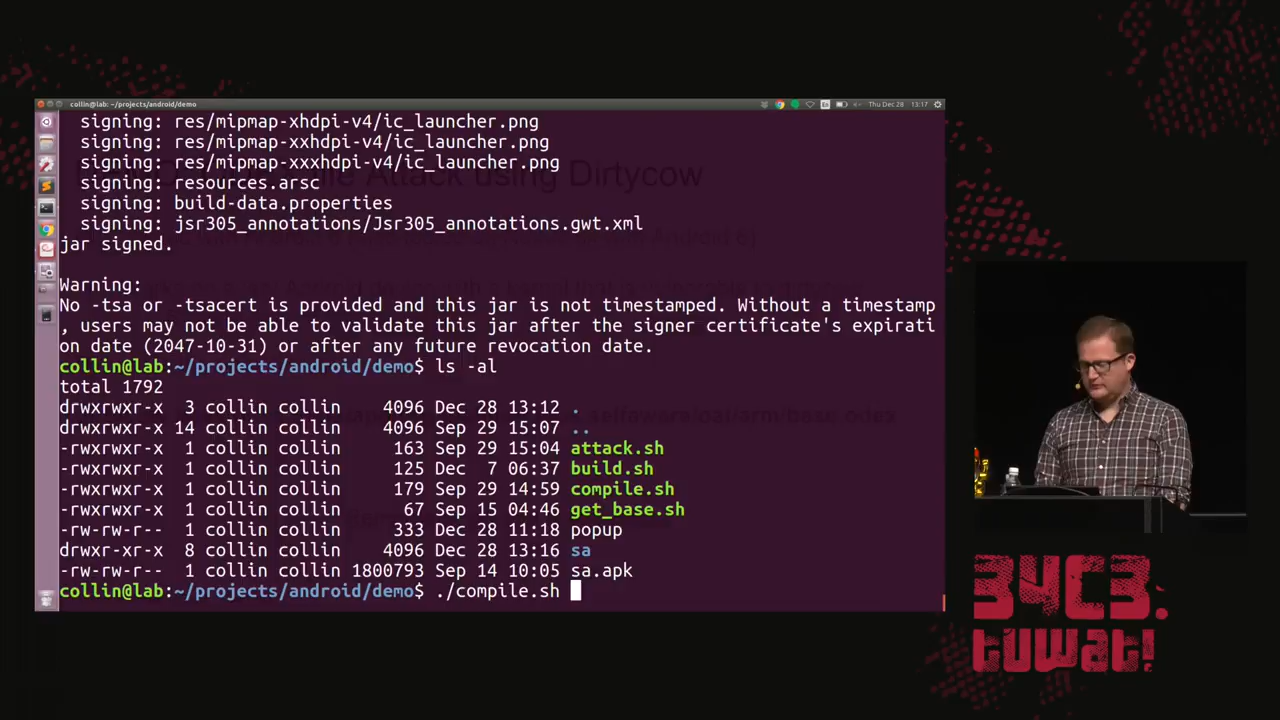 collin@lab: ~/projects/android/demo
En
Thu Dec 28 13:17
signing: res/mipmap-xhdpi-v4/ic_launcher.png
signing: res/mipmap-xxhdpi-v4/ic_launcher.png
signing: res/mipmap-xxxhdpi-v4/ic_launcher.png
signing: resources.arsc
Attack using Dirtycow
signing: build-data.properties
signing: jsr305_annotations/Jsr305_annotations.gwt.xml
jar signed.
Warning:
No -tsa or -tsacert is provided and this jar is not timestamped. Without a timestamp
, users may not be able to validate this jar after the signer certificate's expirati
on date (2047-10-31) or after any future revocation date.
collin@lab:~/projects/android/demo$ ls -al
total 1792
drwxrwxr-x 3 collin collin 4096 Dec 28 13:12 .
drwxrwxr-x 14 collin collin 4096 Sep 29 15:07 ..
-rwxrwxr-x 1 collin collin 163 Sep 29 15:04 attack.sh
-rwxrwxr-x 1 collin collin 125 Dec 7 06:37 build.sh
-rwxrwxr-x 1 collin collin 179 Sep 29 14:59 compile.sh
-rwxrwxr-x 1 collin collin 67 Sep 15 04:46 get_base.sh
-rw-rw-r-- 1 collin collin 333 Dec 28 11:18 popup
drwxr-xr-x 8 collin collin 4096 Dec 28 13:16 sa
-rw-rw-r-- 1 collin collin 1800793 Sep 14 10:05 sa.apk
collin@lab:~/projects/android/demo$ ./compile.sh
34C3.
tuwat!